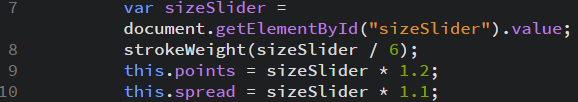 7 var sizeSlider =
document.getElementById("sizeSlider").value;
8 strokeWeight(sizeSlider / 6);
9 this.points = sizeSlider * 1.2;
10 this.spread = sizeSlider * 1.1;